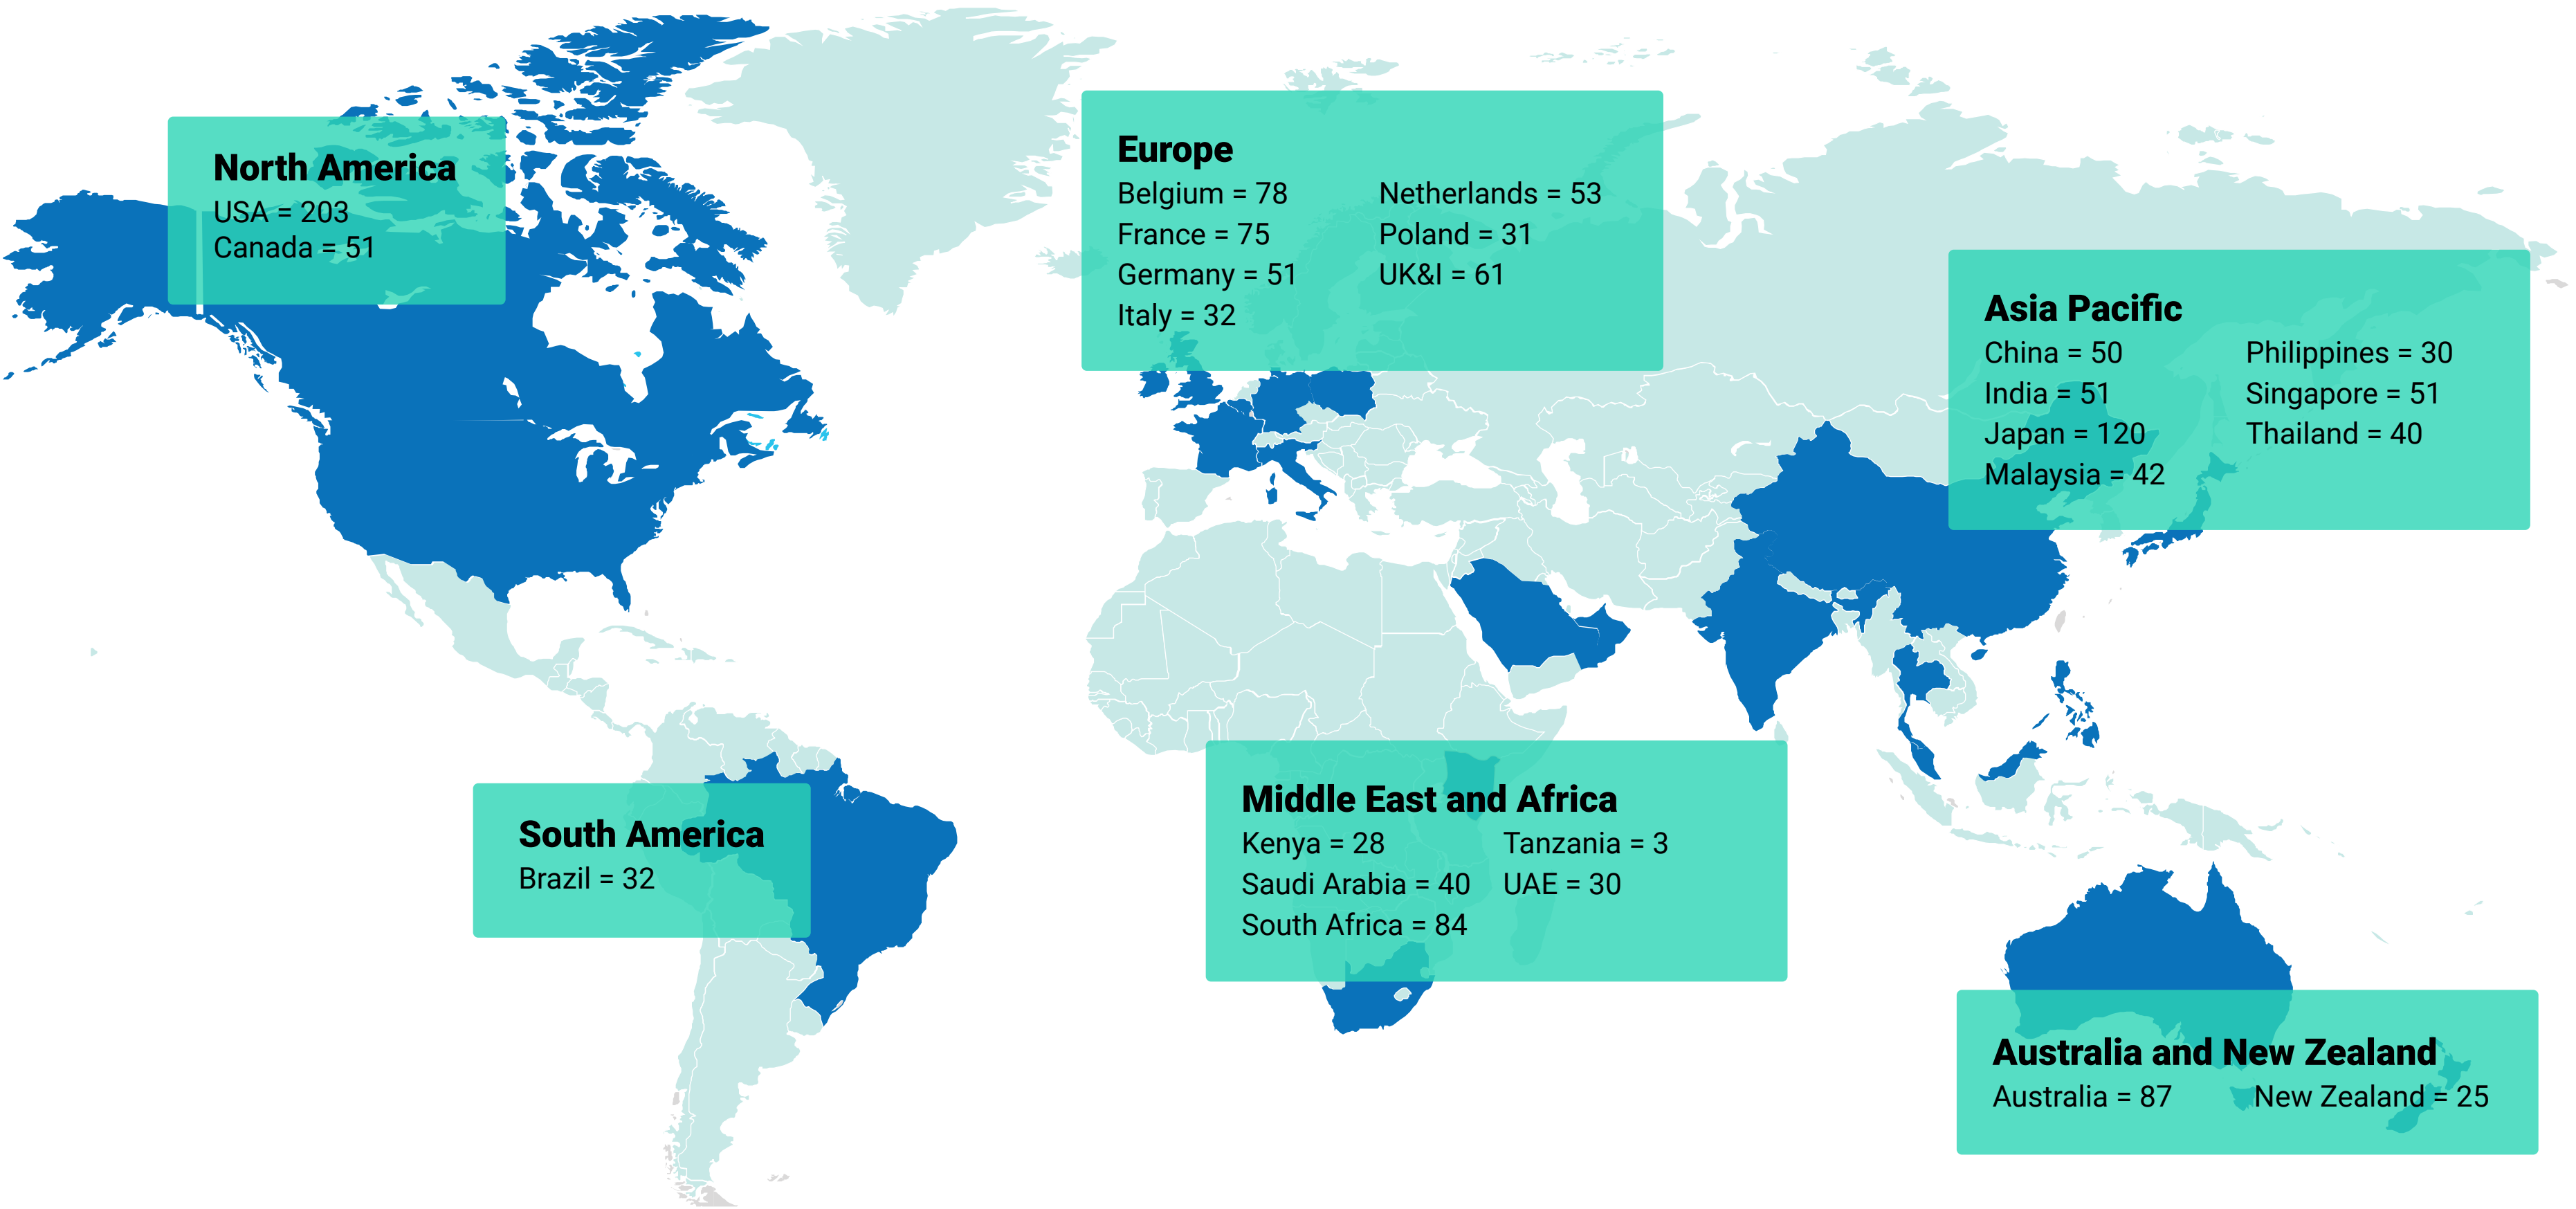 North America
USA = 203
Canada = 51
Europe
Belgium = 78
France = 75
Germany = 51
Italy = 32
Netherlands = 53
Poland = 31
UK&I = 61
Asia Pacific
China = 50
India = 51
Japan = 120
Malaysia = 42
Philippines = 30
Singapore = 51
Thailand = 40
South America
Brazil = 32
Middle East and Africa
Kenya = 28
Saudi Arabia = 40
South Africa = 84
Tanzania = 3
UAE = 30
Australia and New Zealand
Australia = 87
New Zealand = 25